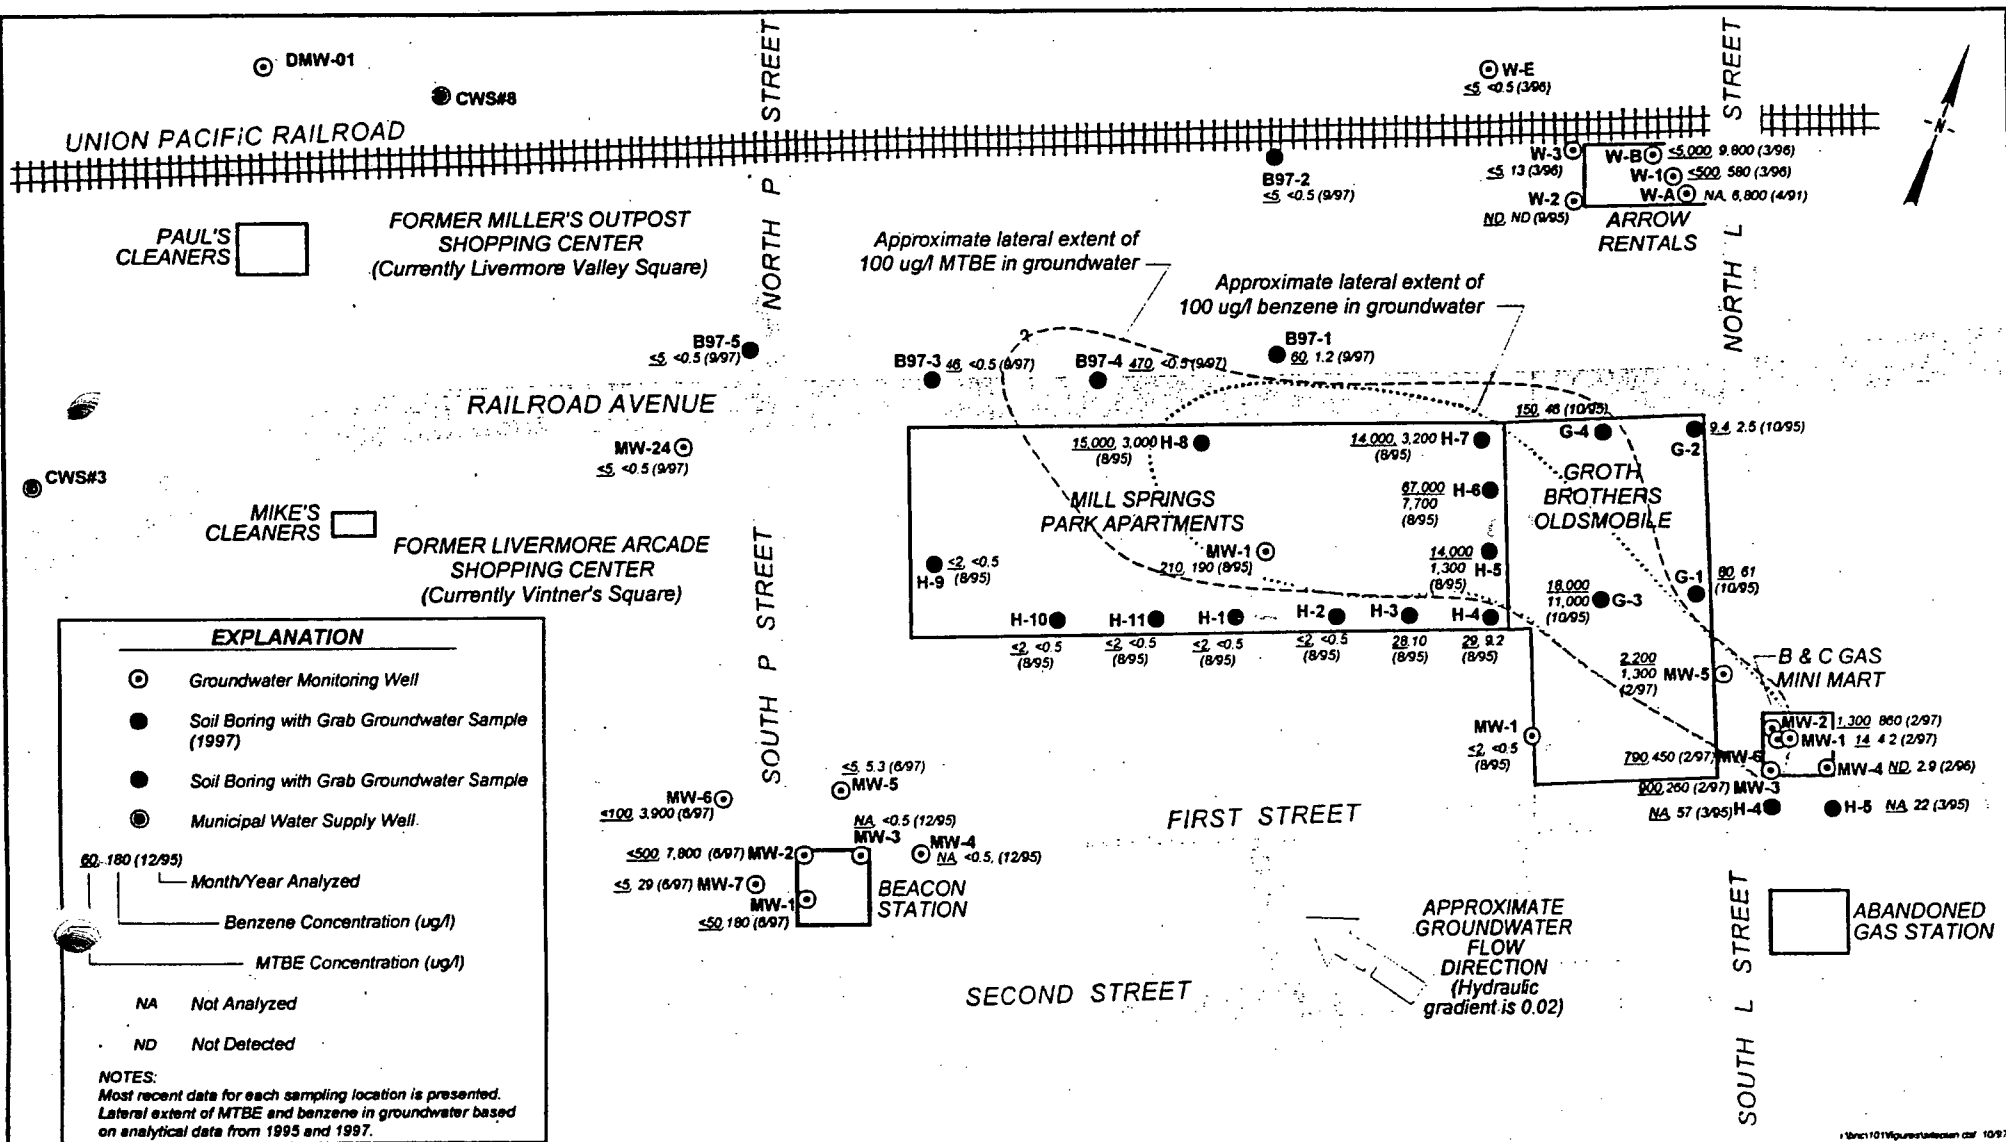 DMW-01
CWS#8
UNION PACIFIC RAILROAD
NORTH P STREET
W-E
<5, <0.5 (3/96)
NORTH L STREET
N
B97-2
<5, <0.5 (9/97)
W-3
<5, 13 (3/96)
W-2
ND, ND (9/95)
W-B <5,000 9,800 (3/96)
W-1 <500, 580 (3/96)
W-A NA, 6,800 (4/91)
ARROW
RENTALS
PAUL'S
CLEANERS
FORMER MILLER'S OUTPOST
SHOPPING CENTER
(Currently Livermore Valley Square)
Approximate lateral extent of
100 ug/l MTBE in groundwater
Approximate lateral extent of
100 ug/l benzene in groundwater
B97-5
<5, <0.5 (9/97)
B97-3 46, <0.5 (9/97)
?
B97-4 470, <0.5 (9/97)
B97-1
60, 1.2 (9/97)
RAILROAD AVENUE
MW-24
<5, <0.5 (9/97)
CWS#3
MIKE'S
CLEANERS
FORMER LIVERMORE ARCADE
SHOPPING CENTER
(Currently Vintner's Square)
SOUTH P STREET
15,000, 3,000 H-8
(8/95)
14,000, 3,200 H-7
(8/95)
150, 46 (10/95)
G-4
9.4, 2.5 (10/95)
G-2
MILL SPRINGS
PARK APARTMENTS
67,000 H-6
7,700
(8/95)
GROTH
BROTHERS
OLDSMOBILE
MW-1
210, 190 (8/95)
14,000
1,300 H-5
(8/95)
H-9 <2, <0.5
(8/95)
18,000
11,000 G-3
(10/95)
G-1 80, 61
(10/95)
H-10
<2, <0.5
(8/95)
H-11
<2, <0.5
(8/95)
H-1
<2, <0.5
(8/95)
H-2
<2, <0.5
(8/95)
H-3
28, 10
(8/95)
H-4
29, 9.2
(8/95)
2,200
1,300 MW-5
(2/97)
B & C GAS
MINI MART
MW-1
<2, <0.5
(8/95)
MW-2 1,300 860 (2/97)
MW-1 14 4.2 (2/97)
790, 450 (2/97) MW-6
MW-4 ND, 2.9 (2/96)
900, 260 (2/97) MW-3
NA, 57 (3/95) H-4
H-5 NA, 22 (3/95)
FIRST STREET
<5, 5.3 (6/97)
MW-5
MW-6
<100, 3,900 (6/97)
NA, <0.5 (12/95)
MW-3
MW-4
NA, <0.5, (12/95)
<500, 7,800 (6/97) MW-2
<5, 29 (6/97) MW-7
MW-1
<50, 180 (6/97)
BEACON
STATION
SECOND STREET
APPROXIMATE
GROUNDWATER
FLOW
DIRECTION
(Hydraulic
gradient is 0.02)
SOUTH L STREET
ABANDONED
GAS STATION
EXPLANATION
Groundwater Monitoring Well
Soil Boring with Grab Groundwater Sample
(1997)
Soil Boring with Grab Groundwater Sample
Municipal Water Supply Well
60, 180 (12/95)
Month/Year Analyzed
Benzene Concentration (ug/l)
MTBE Concentration (ug/l)
NA Not Analyzed
ND Not Detected
NOTES:
Most recent data for each sampling location is presented.
Lateral extent of MTBE and benzene in groundwater based
on analytical data from 1995 and 1997.